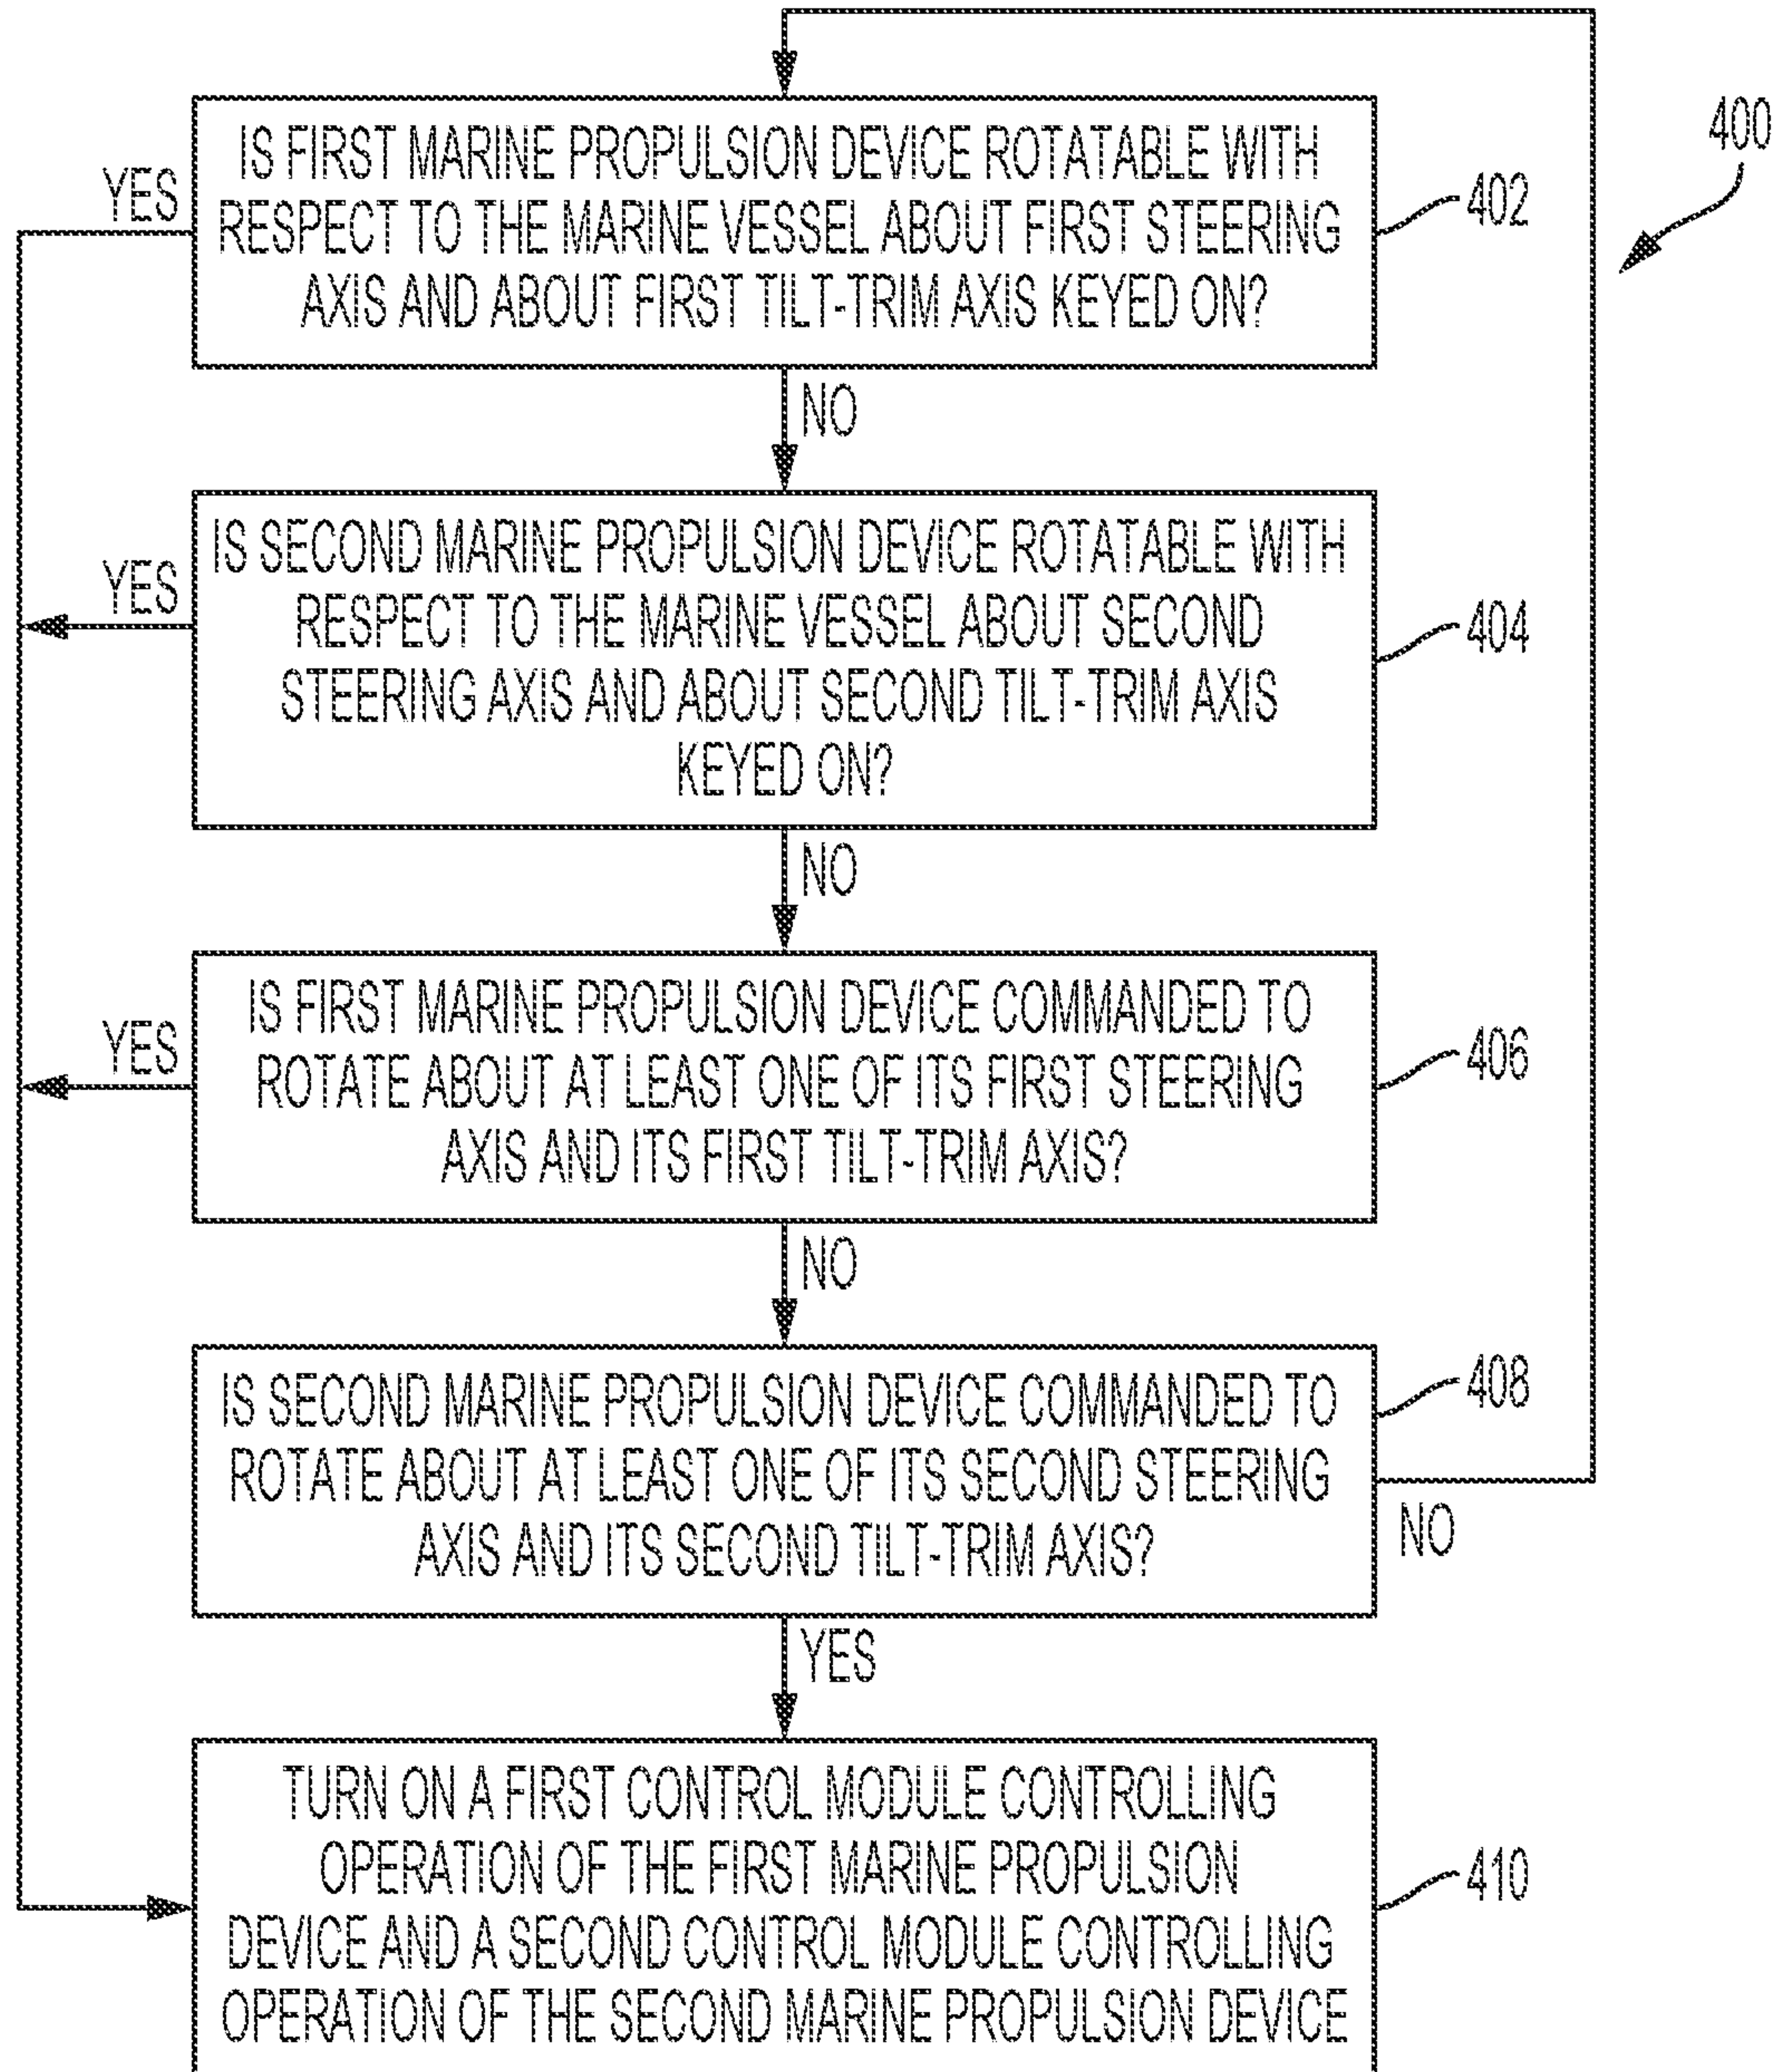 400
IS FIRST MARINE PROPULSION DEVICE ROTATABLE WITH
RESPECT TO THE MARINE VESSEL ABOUT FIRST STEERING
AXIS AND ABOUT FIRST TILT-TRIM AXIS KEYED ON?
402
YES
NO
IS SECOND MARINE PROPULSION DEVICE ROTATABLE WITH
RESPECT TO THE MARINE VESSEL ABOUT SECOND
STEERING AXIS AND ABOUT SECOND TILT-TRIM AXIS
KEYED ON?
404
YES
NO
IS FIRST MARINE PROPULSION DEVICE COMMANDED TO
ROTATE ABOUT AT LEAST ONE OF ITS FIRST STEERING
AXIS AND ITS FIRST TILT-TRIM AXIS?
406
YES
NO
IS SECOND MARINE PROPULSION DEVICE COMMANDED TO
ROTATE ABOUT AT LEAST ONE OF ITS SECOND STEERING
AXIS AND ITS SECOND TILT-TRIM AXIS?
408
NO
YES
TURN ON A FIRST CONTROL MODULE CONTROLLING
OPERATION OF THE FIRST MARINE PROPULSION
DEVICE AND A SECOND CONTROL MODULE CONTROLLING
OPERATION OF THE SECOND MARINE PROPULSION DEVICE
410